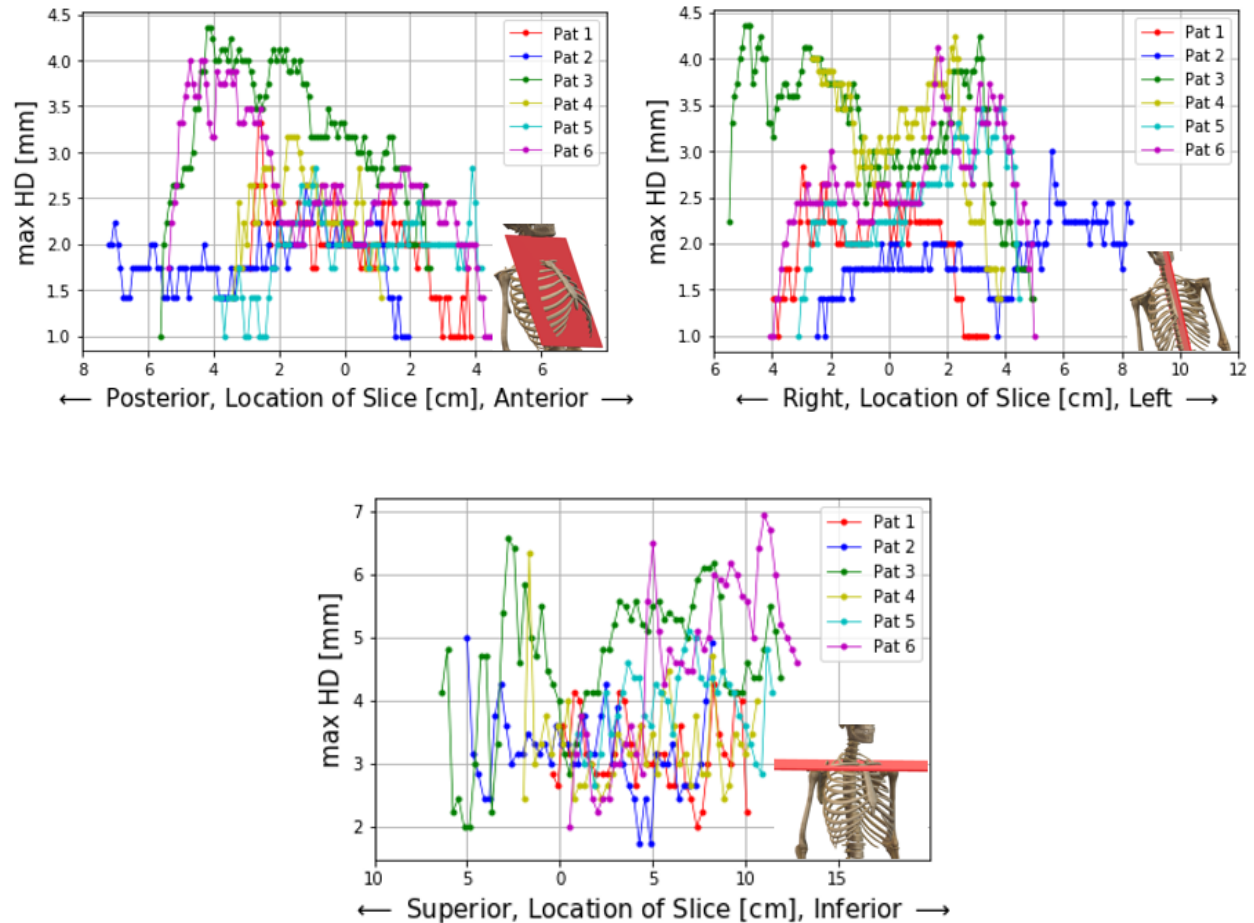 max HD [mm]
4.5
4.0
3.5
3.0
2.5
2.0
1.5
1.0
Pat 1
Pat 2
Pat 3
Pat 4
Pat 5
Pat 6
8 6 4 2 0 2 4 6
← Posterior, Location of Slice [cm], Anterior →
max HD [mm]
4.5
4.0
3.5
3.0
2.5
2.0
1.5
1.0
Pat 1
Pat 2
Pat 3
Pat 4
Pat 5
Pat 6
6 4 2 0 2 4 6 8 10 12
← Right, Location of Slice [cm], Left →
max HD [mm]
7
6
5
4
3
2
Pat 1
Pat 2
Pat 3
Pat 4
Pat 5
Pat 6
10 5 0 5 10 15
← Superior, Location of Slice [cm], Inferior →